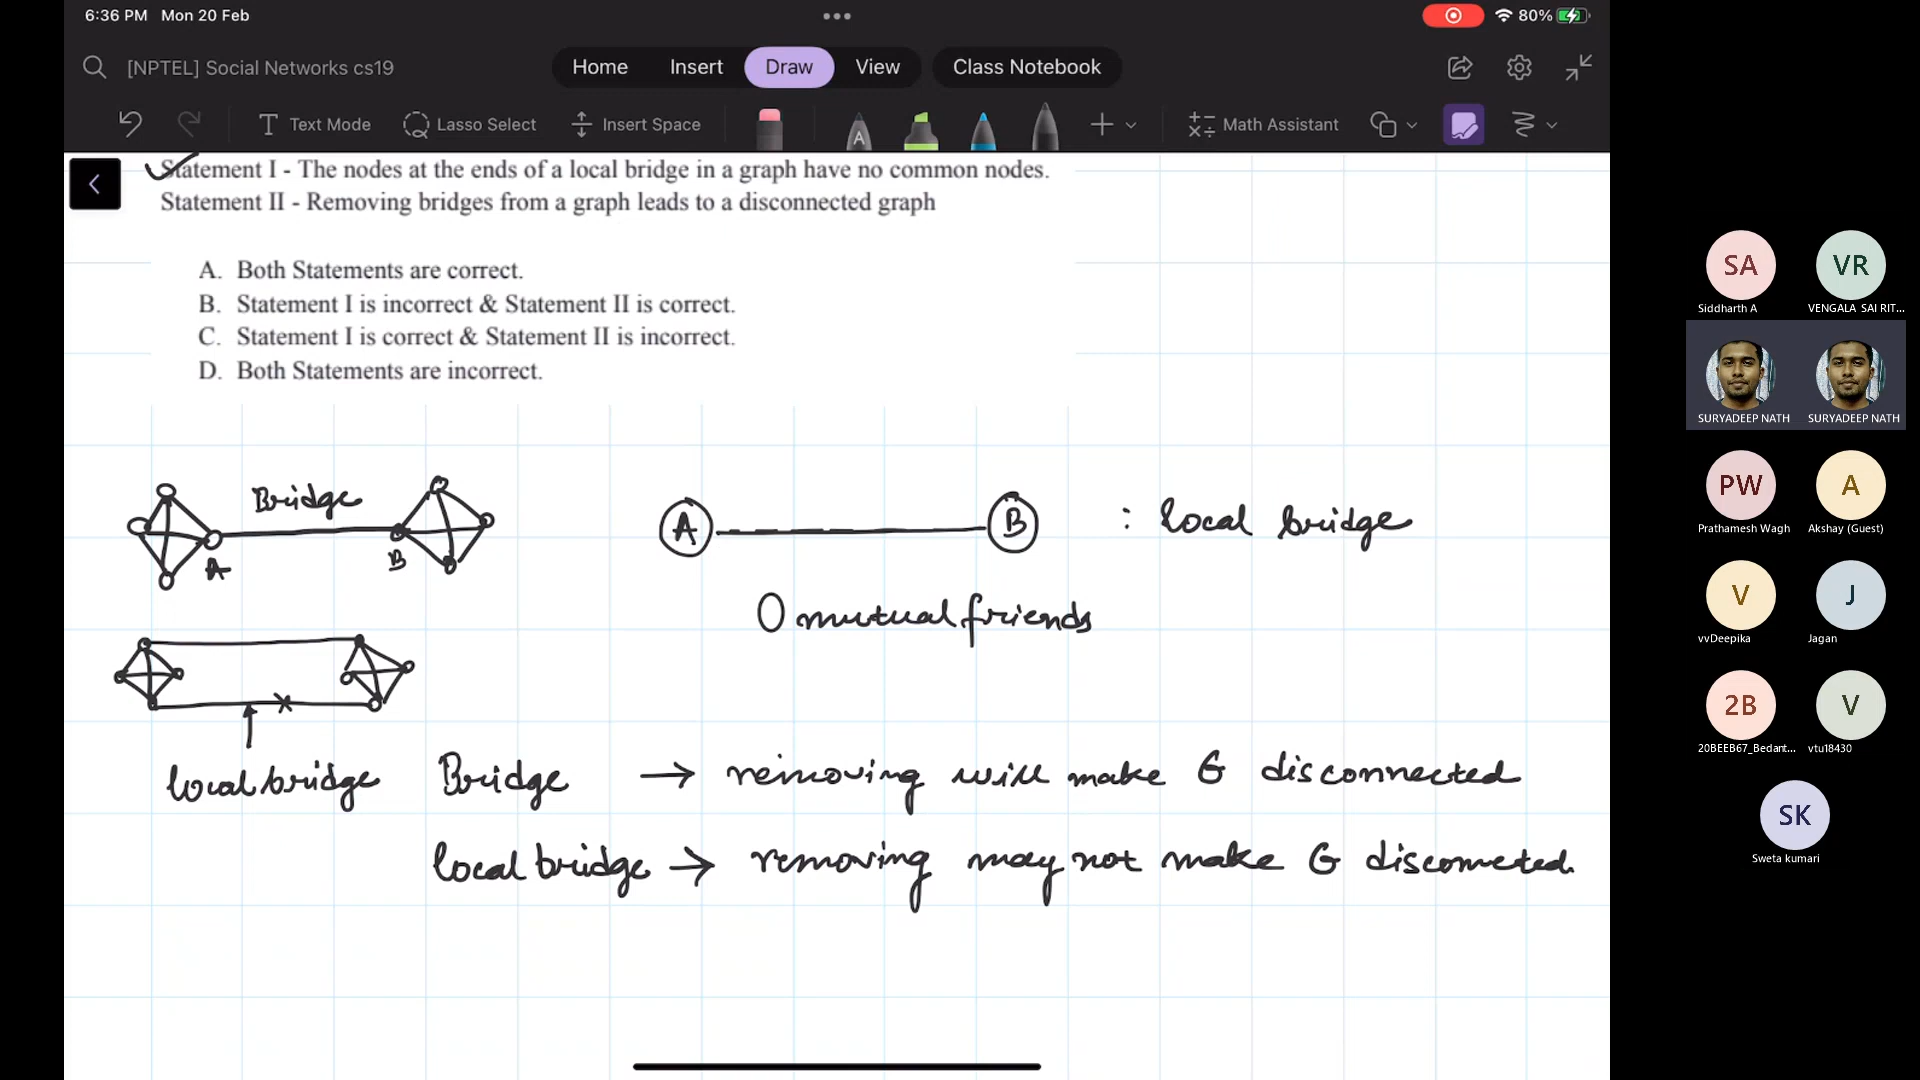 6:36 PM Mon 20 Feb
80%
[NPTEL] Social Networks cs19
Home Insert Draw View Class Notebook
Text Mode Lasso Select Insert Space A Math Assistant
Statement I - The nodes at the ends of a local bridge in a graph have no common nodes.
Statement II - Removing bridges from a graph leads to a disconnected graph
A. Both Statements are correct.
B. Statement I is incorrect & Statement II is correct.
C. Statement I is correct & Statement II is incorrect.
D. Both Statements are incorrect.
Bridge
A B
A B : local bridge
0 mutual friends
local bridge
Bridge → removing will make G disconnected
local bridge → removing may not make G disconneted.
SA VR
Siddharth A VENGALA SAI RIT...
SURYADEEP NATH SURYADEEP NATH
PW A
Prathamesh Wagh Akshay (Guest)
V J
vvDeepika Jagan
2B V
20BEEB67_Bedant... vtu18430
SK
Sweta kumari